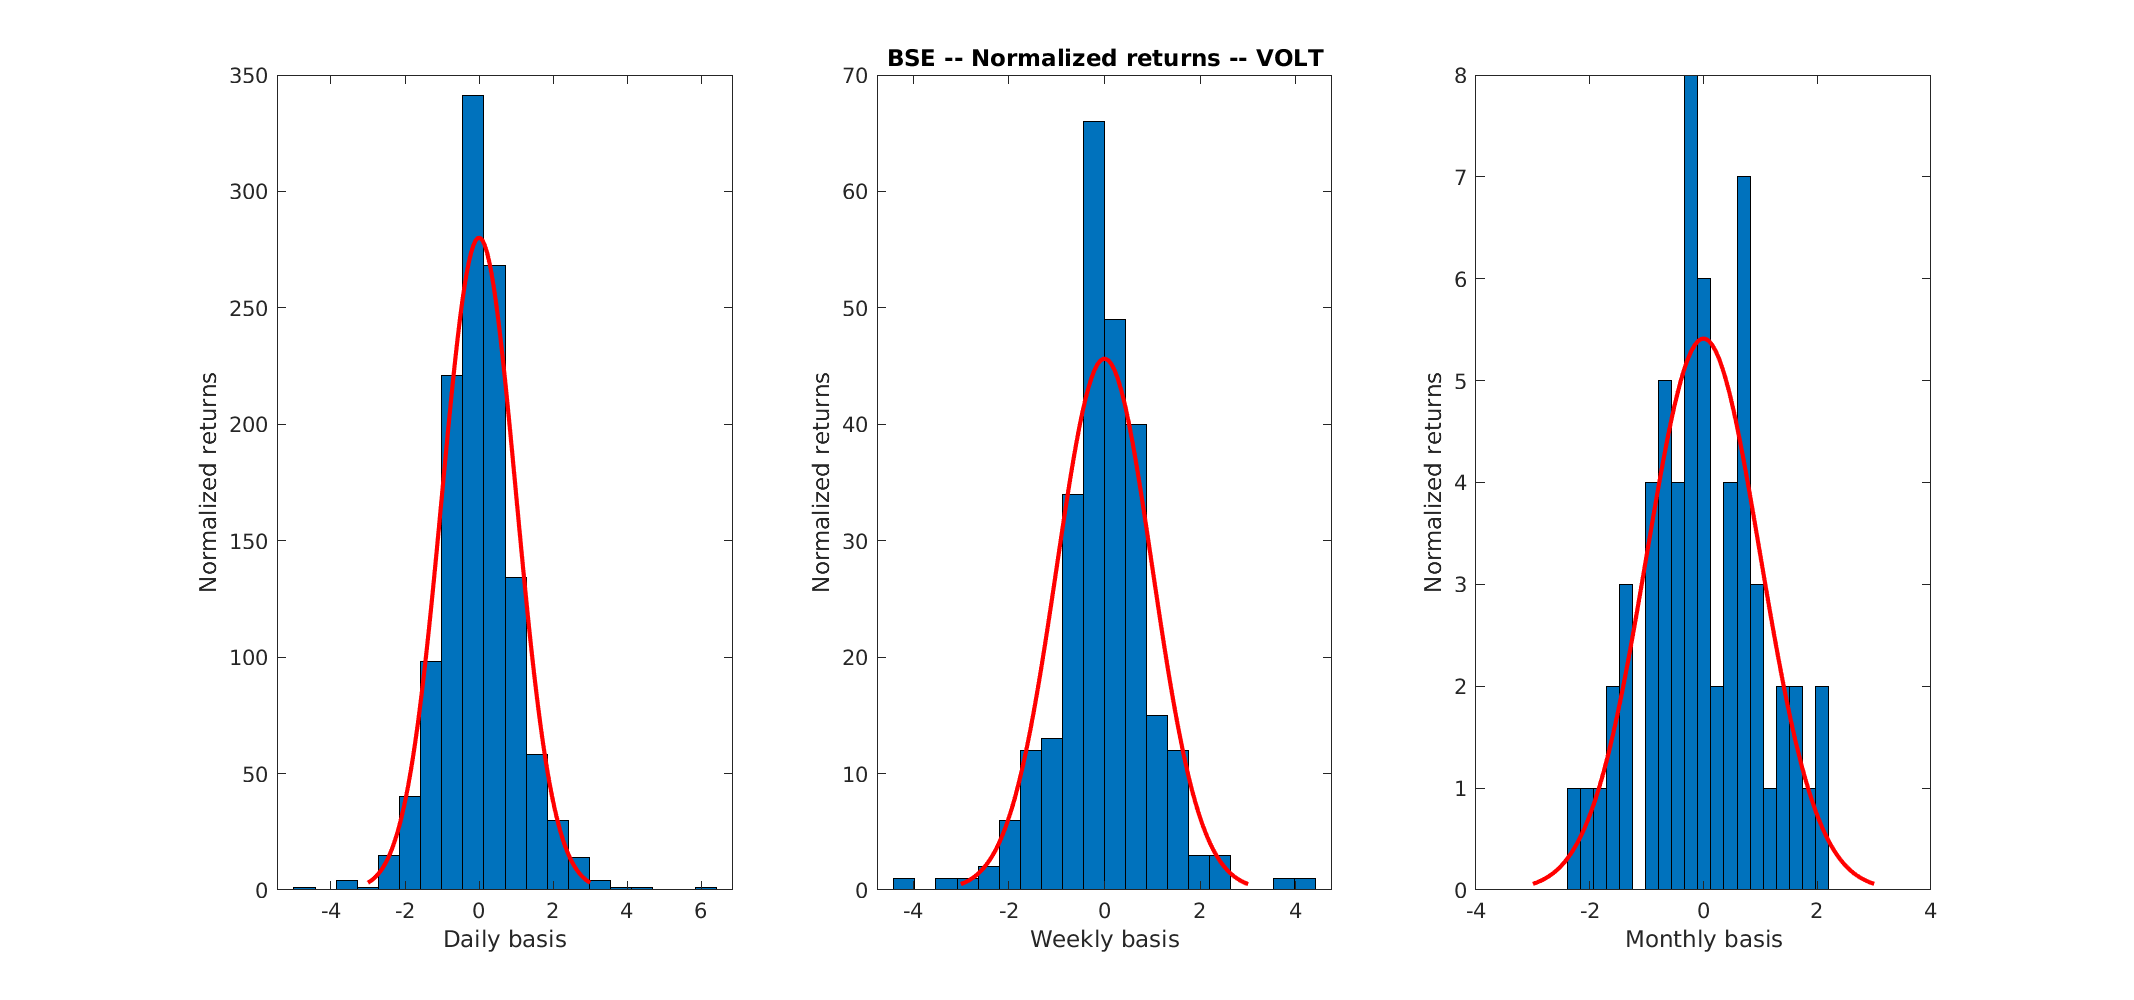 BSE -- Normalized returns -- VOLT
350
300
250
200
150
100
50
0
Normalized returns
-4 -2 0 2 4 6
Daily basis
70
60
50
40
30
20
10
0
Normalized returns
-4 -2 0 2 4
Weekly basis
8
7
6
5
4
3
2
1
0
Normalized returns
-4 -2 0 2 4
Monthly basis